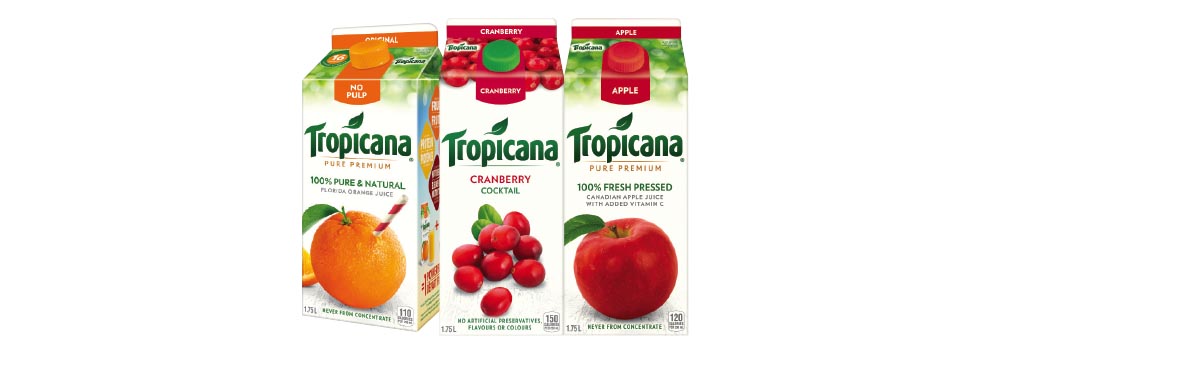 ORIGINAL
Tropicana
NO
PULP
Tropicana
PURE PREMIUM
100% PURE & NATURAL
FLORIDA ORANGE JUICE
1.75 L
NEVER FROM CONCENTRATE
110
CRANBERRY
Tropicana
CRANBERRY
Tropicana
CRANBERRY
COCKTAIL
NO ARTIFICIAL PRESERVATIVES,
FLAVOURS OR COLOURS
1.75 L
150
CALORIES
APPLE
Tropicana
APPLE
Tropicana
PURE PREMIUM
100% FRESH PRESSED
CANADIAN APPLE JUICE
WITH ADDED VITAMIN C
1.75 L
NEVER FROM CONCENTRATE
120
CALORIES